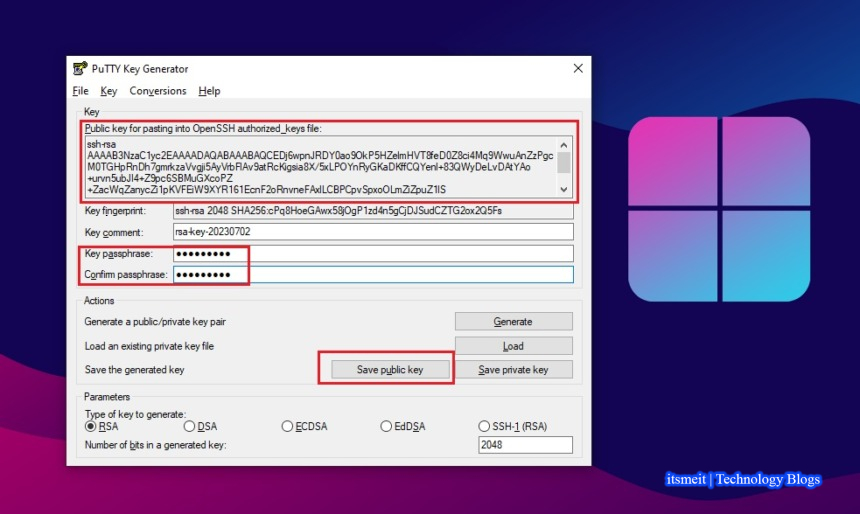 PuTTY Key Generator
File Key Conversions Help
Key
Public key for pasting into OpenSSH authorized_keys file:
ssh-rsa
AAAAB3NzaC1yc2EAAAADAQABAAABAQCEDj6wpnJRDY0ao9OkP5HZelmHVT8feD0Z8ci4Mq9WwuAnZzPgc
M0TGHpRnDh7gmrkzaVvgji5AyVrbFlAv9atRcKigsia8X/5xLPOYnRyGKaDKffCQYenI+83QWyDeLvDAtYAo
+urvn5ubJI4+Z9pc6SBMuGXcoPZ
+ZacWqZanycZi1pKVFEiW9XYR161EcnF2oRnvneFAxlLCBPCpvSpxoOLmZiZpuZ1IS
Key fingerprint: ssh-rsa 2048 SHA256:cPq8HoeGAwx58jOgP1zd4n5gCjDJSudCZTG2ox2Q5Fs
Key comment: rsa-key-20230702
Key passphrase: ●●●●●●●●●
Confirm passphrase: ●●●●●●●●●
Actions
Generate a public/private key pair Generate
Load an existing private key file Load
Save the generated key Save public key Save private key
Parameters
Type of key to generate:
RSA DSA ECDSA EdDSA SSH-1 (RSA)
Number of bits in a generated key: 2048
itsmeit | Technology Blogs